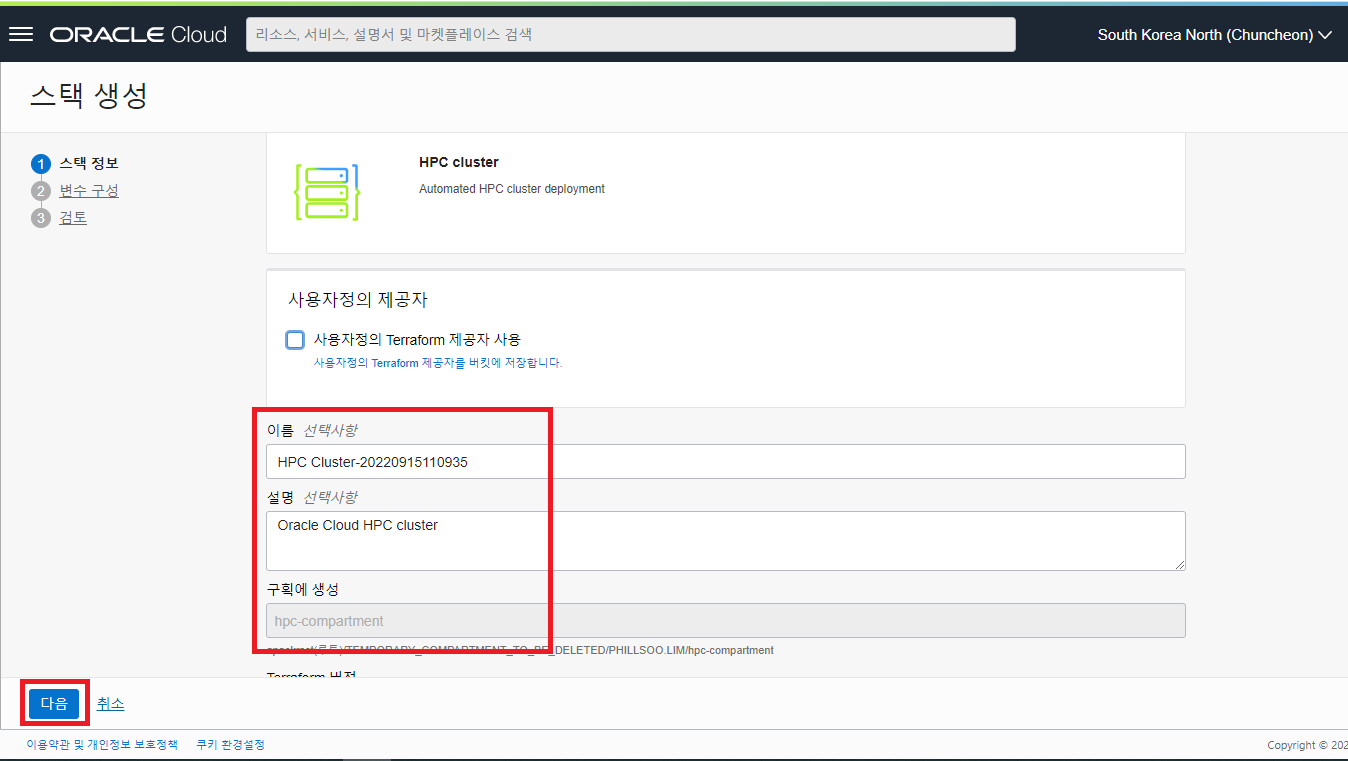 ORACLE Cloud
리소스, 서비스, 설명서 및 마켓플레이스 검색
South Korea North (Chuncheon)
스택 생성
1 스택 정보
2 변수 구성
3 검토
HPC cluster
Automated HPC cluster deployment
사용자정의 제공자
사용자정의 Terraform 제공자 사용
사용자정의 Terraform 제공자를 버킷에 저장합니다.
이름 선택사항
HPC Cluster-20220915110935
설명 선택사항
Oracle Cloud HPC cluster
구획에 생성
hpc-compartment
(루트)/TEMPORARY_COMPARTMENT_TO_BE_DELETED/PHILLSOO.LIM/hpc-compartment
Terraform 버전
다음 취소
이용약관 및 개인정보 보호정책 쿠키 환경설정
Copyright © 202